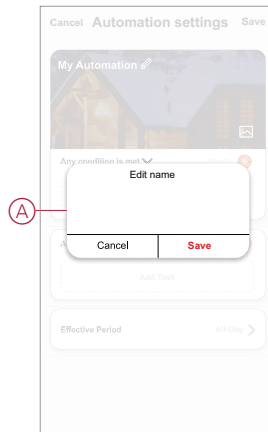 Cancel Automation settings Save
My Automation
Any condition is met
Edit name
A
Cancel Save
A
Add Task
Effective Period All-Day